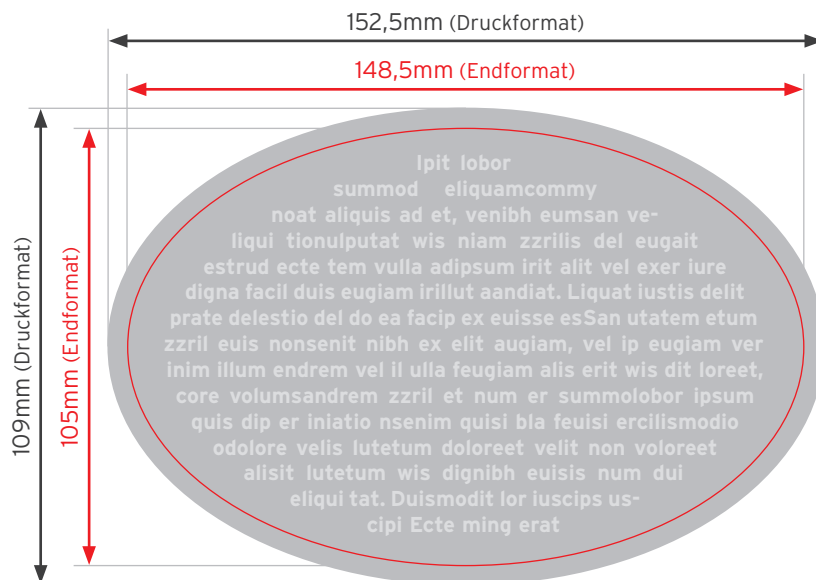 152,5mm (Druckformat)
148,5mm (Endformat)
109mm (Druckformat)
105mm (Endformat)
Ipit lobor
summod eliquamcommy
noat aliquis ad et, venibh eumsan ve-
liqui tionulputat wis niam zzrilis del eugait
estrud ecte tem vulla adipsum irit alit vel exer iure
digna facil duis eugiam irillut aandiat. Liquat iustis delit
prate delestio del do ea facip ex euisse esSan utatem etum
zzril euis nonsenit nibh ex elit augiam, vel ip eugiam ver
inim illum endrem vel il ulla feugiam alis erit wis dit loreet,
core volumsandrem zzril et num er summolobor ipsum
quis dip er iniatio nsenim quisi bla feuisi ercilismodio
odolore velis lutetum doloreet velit non voloreet
alisit lutetum wis dignibh euisis num dui
eliqui tat. Duismodit lor iuscips us-
cipi Ecte ming erat